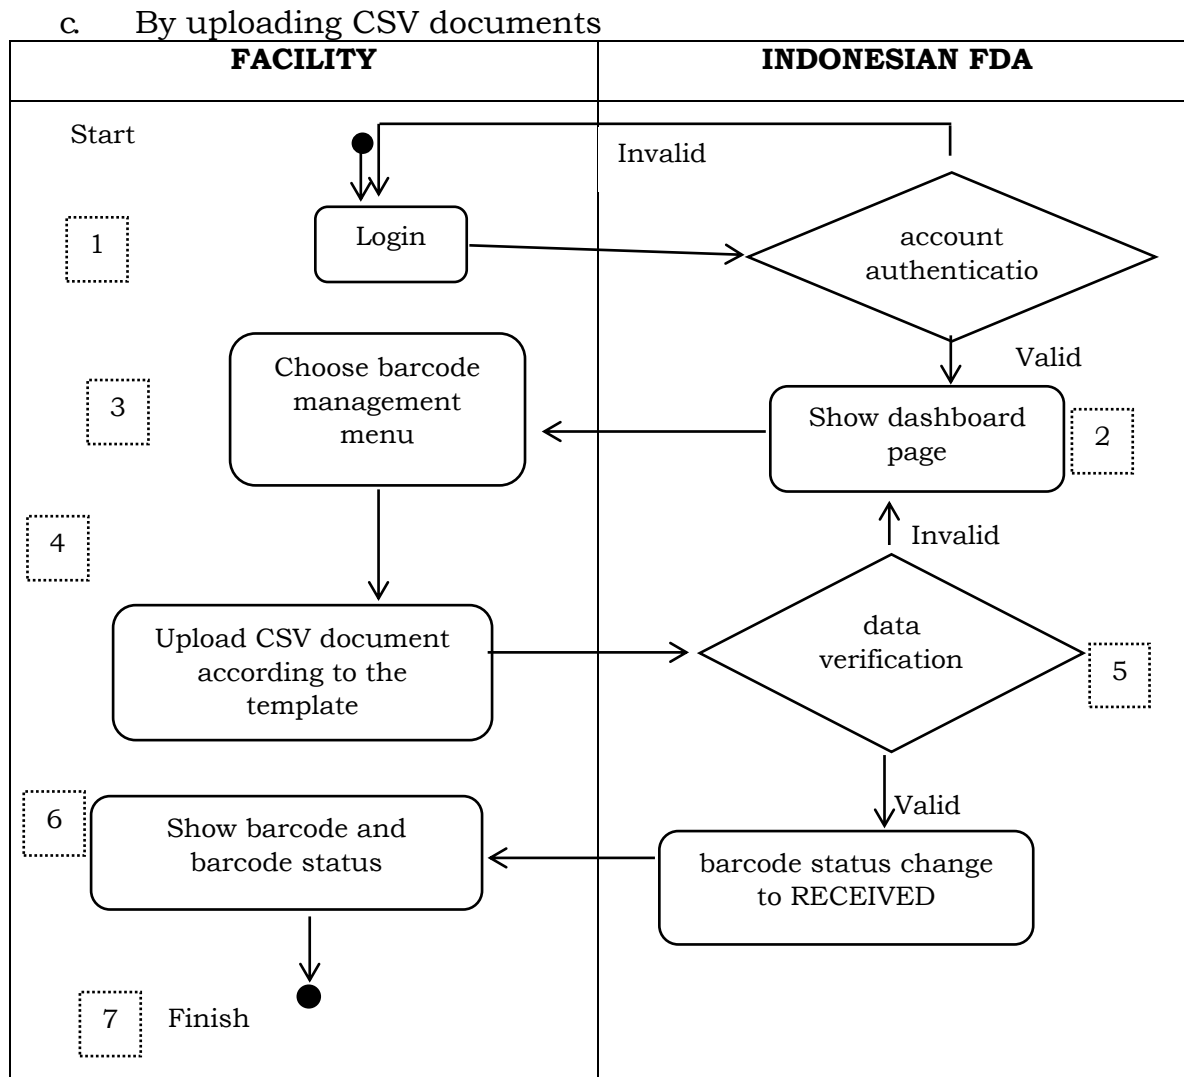 c. By uploading CSV documents
FACILITY
INDONESIAN FDA
Start
Invalid
1
Login
account
authenticatio
Valid
3
Choose barcode
management
menu
Show dashboard
page
2
4
Invalid
Upload CSV document
according to the
template
data
verification
5
6
Show barcode and
barcode status
Valid
barcode status change
to RECEIVED
7
Finish